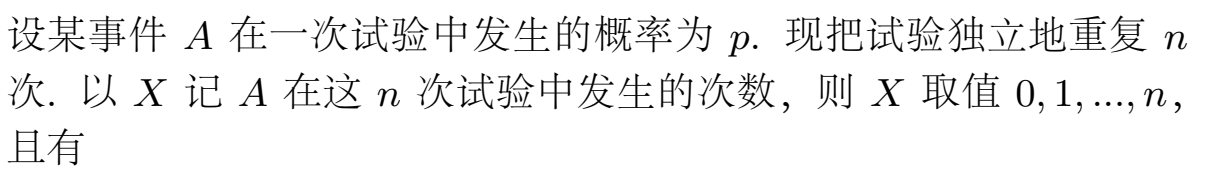 设某事件 A 在一次试验中发生的概率为 p. 现把试验独立地重复 n
次. 以 X 记 A 在这 n 次试验中发生的次数, 则 X 取值 0, 1, ..., n,
且有